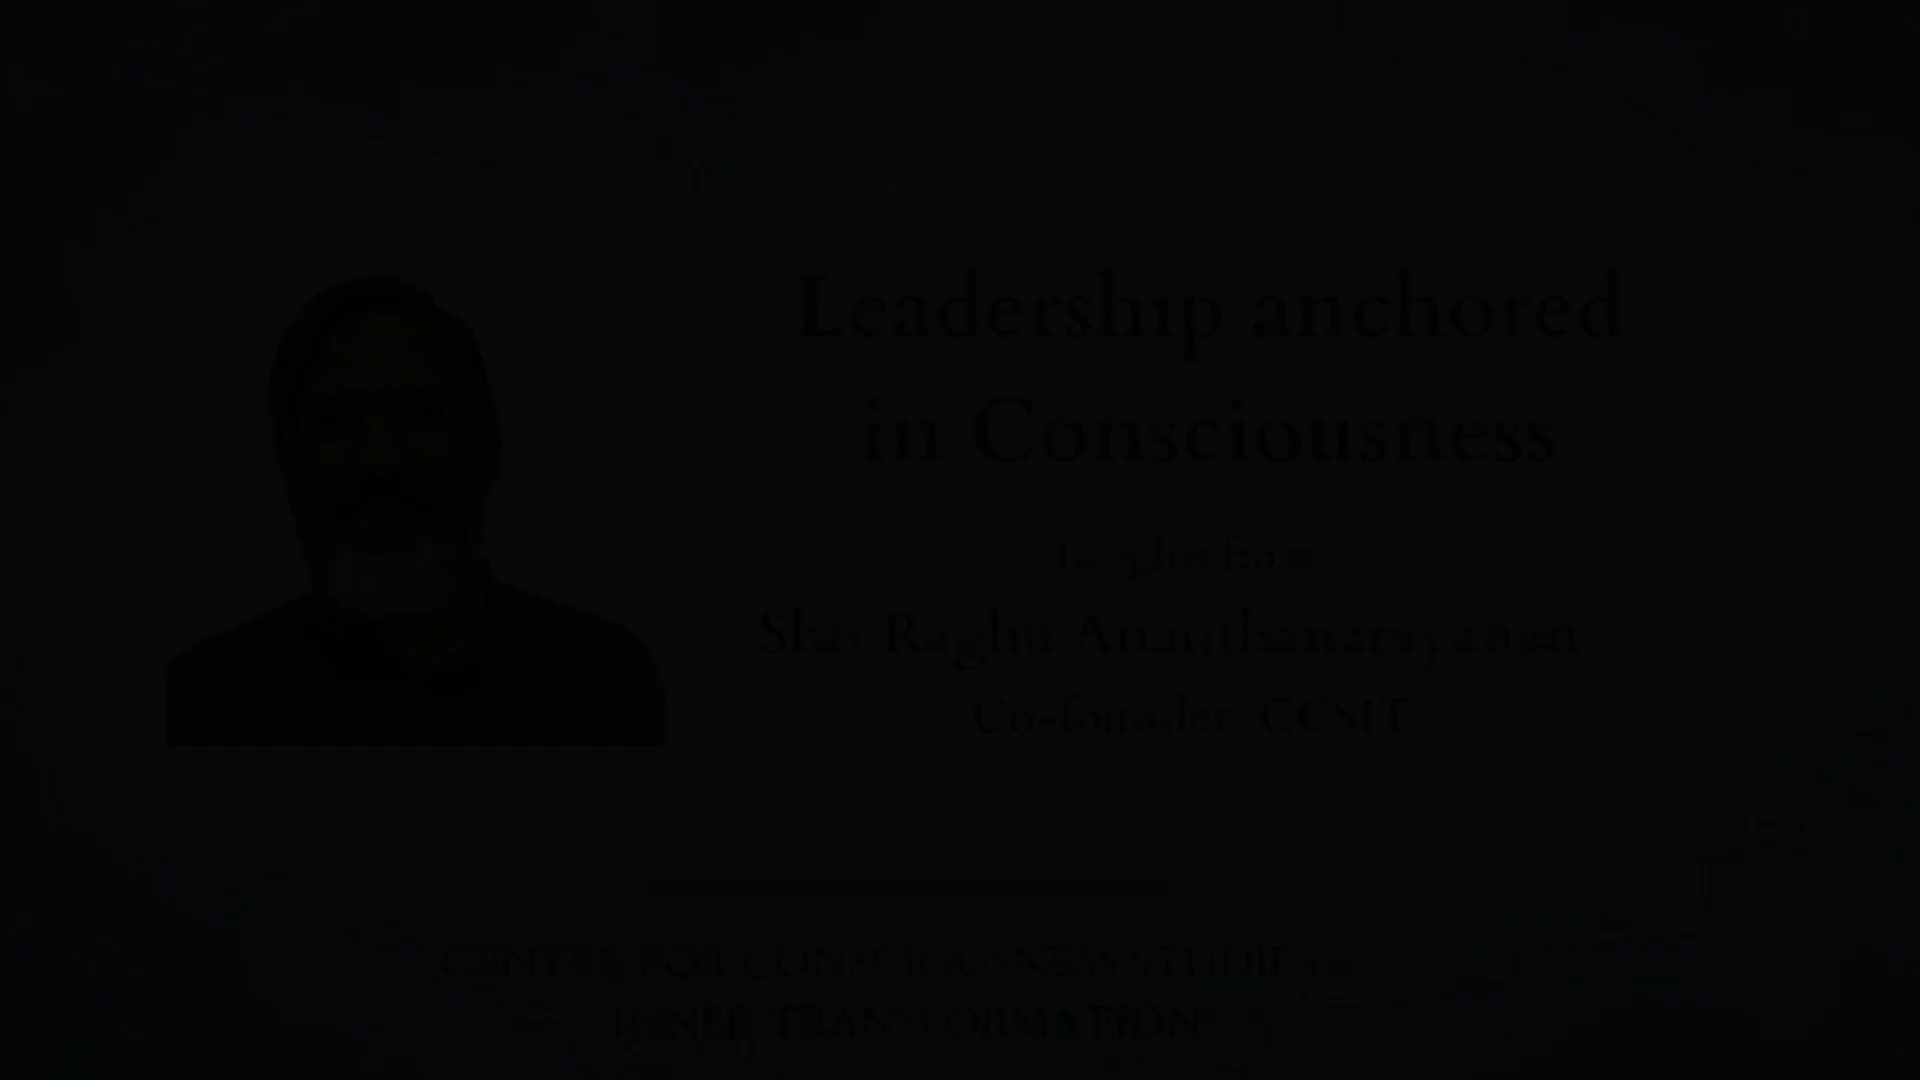 Leadership anchored
in Consciousness
Insights from
Shri Raghu Ananthanarayanan
Co-founder, CCSIT
CENTRE FOR CONSCIOUSNESS STUDIES &
INNER TRANSFORMATION